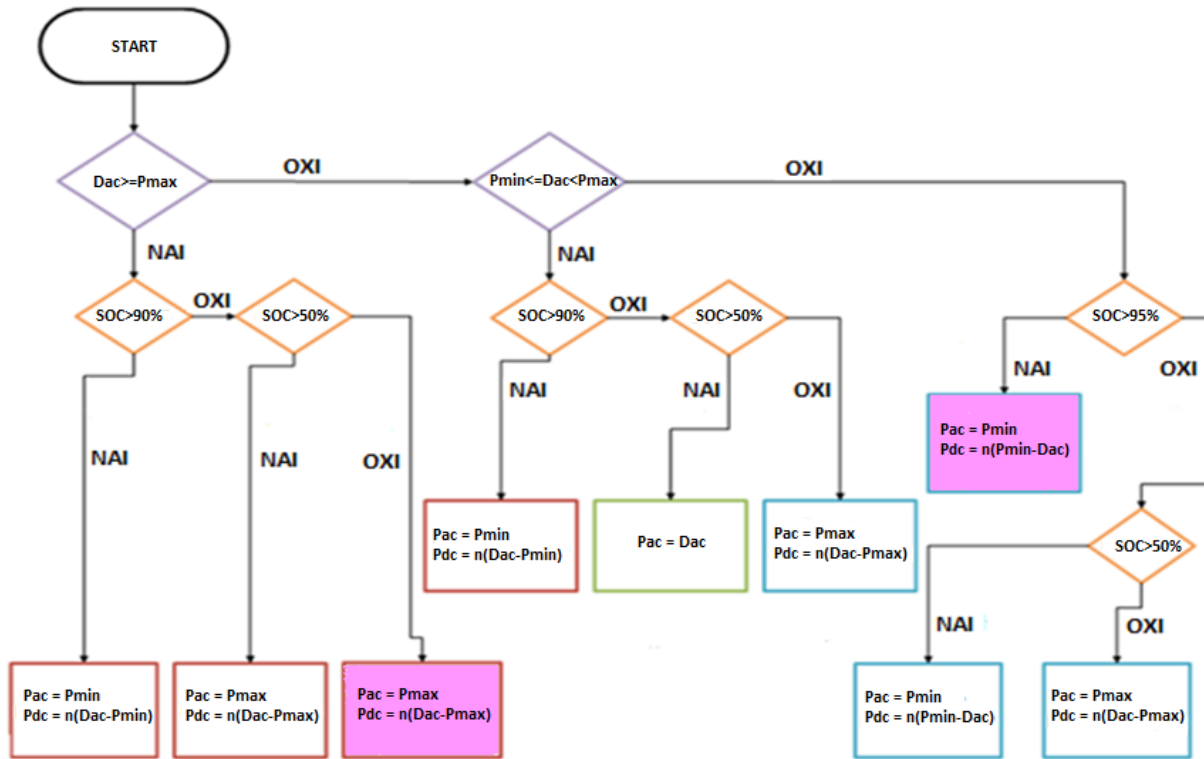 START
Dac>=Pmax
OXI
Pmin<=Dac<Pmax
OXI
NAI
NAI
SOC>90%
OXI
SOC>50%
SOC>90%
OXI
SOC>50%
SOC>95%
NAI
NAI
OXI
NAI
OXI
NAI
NAI
OXI
Pac = Pmin
Pdc = n(Dac-Pmin)
Pac = Dac
Pac = Pmax
Pdc = n(Dac-Pmax)
Pac = Pmin
Pdc = n(Pmin-Dac)
SOC>50%
NAI
OXI
Pac = Pmin
Pdc = n(Dac-Pmin)
Pac = Pmax
Pdc = n(Dac-Pmax)
Pac = Pmax
Pdc = n(Dac-Pmax)
Pac = Pmin
Pdc = n(Pmin-Dac)
Pac = Pmax
Pdc = n(Dac-Pmax)